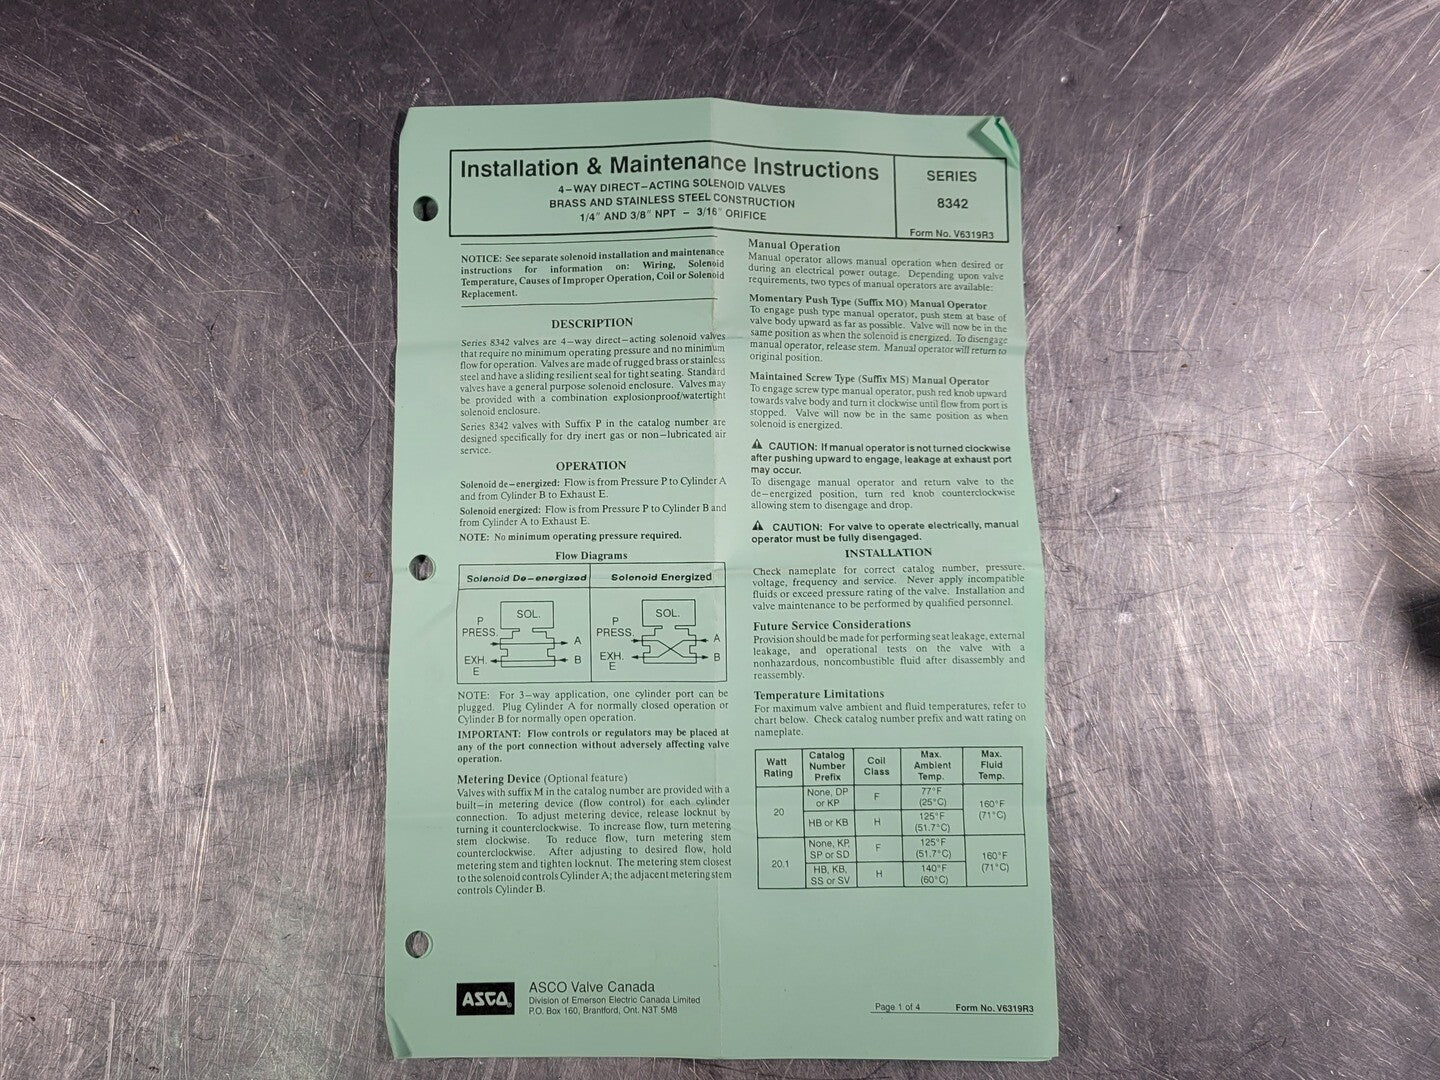 Installation & Maintenance Instructions
4-WAY DIRECT-ACTING SOLENOID VALVES
BRASS AND STAINLESS STEEL CONSTRUCTION
1/4" AND 3/8" NPT - 3/16" ORIFICE
SERIES
8342
Form No. V6319R3
NOTICE: See separate solenoid installation and maintenance
instructions for information on: Wiring, Solenoid
Temperature, Causes of Improper Operation, Coil or Solenoid
Replacement.
DESCRIPTION
Series 8342 valves are 4-way direct-acting solenoid valves
that require no minimum operating pressure and no minimum
flow for operation. Valves are made of rugged brass or stainless
steel and have a sliding resilient seal for tight seating. Standard
valves have a general purpose solenoid enclosure. Valves may
be provided with a combination explosionproof/watertight
solenoid enclosure.
Series 8342 valves with Suffix P in the catalog number are
designed specifically for dry inert gas or non-lubricated air
service.
OPERATION
Solenoid de-energized: Flow is from Pressure P to Cylinder A
and from Cylinder B to Exhaust E.
Solenoid energized: Flow is from Pressure P to Cylinder B and
from Cylinder A to Exhaust E.
NOTE: No minimum operating pressure required.
Flow Diagrams
Solenoid De-energized
Solenoid Energized
SOL.
P
PRESS.
A
EXH.
E
B
SOL.
P
PRESS.
A
EXH.
E
B
NOTE: For 3-way application, one cylinder port can be
plugged. Plug Cylinder A for normally closed operation or
Cylinder B for normally open operation.
IMPORTANT: Flow controls or regulators may be placed at
any of the port connection without adversely affecting valve
operation.
Metering Device (Optional feature)
Valves with suffix M in the catalog number are provided with a
built-in metering device (flow control) for each cylinder
connection. To adjust metering device, release locknut by
turning it counterclockwise. To increase flow, turn metering
stem clockwise. To reduce flow, turn metering stem
counterclockwise. After adjusting to desired flow, hold
metering stem and tighten locknut. The metering stem closest
to the solenoid controls Cylinder A; the adjacent metering stem
controls Cylinder B.
Manual Operation
Manual operator allows manual operation when desired or
during an electrical power outage. Depending upon valve
requirements, two types of manual operators are available:
Momentary Push Type (Suffix MO) Manual Operator
To engage push type manual operator, push stem at base of
valve body upward as far as possible. Valve will now be in the
same position as when the solenoid is energized. To disengage
manual operator, release stem. Manual operator will return to
original position.
Maintained Screw Type (Suffix MS) Manual Operator
To engage screw type manual operator, push red knob upward
towards valve body and turn it clockwise until flow from port is
stopped. Valve will now be in the same position as when
solenoid is energized.
⚠ CAUTION: If manual operator is not turned clockwise
after pushing upward to engage, leakage at exhaust port
may occur.
To disengage manual operator and return valve to the
de-energized position, turn red knob counterclockwise
allowing stem to disengage and drop.
⚠ CAUTION: For valve to operate electrically, manual
operator must be fully disengaged.
INSTALLATION
Check nameplate for correct catalog number, pressure,
voltage, frequency and service. Never apply incompatible
fluids or exceed pressure rating of the valve. Installation and
valve maintenance to be performed by qualified personnel.
Future Service Considerations
Provision should be made for performing seat leakage, external
leakage, and operational tests on the valve with a
nonhazardous, noncombustible fluid after disassembly and
reassembly.
Temperature Limitations
For maximum valve ambient and fluid temperatures, refer to
chart below. Check catalog number prefix and watt rating on
nameplate.
Watt Rating
Catalog Number Prefix
Coil Class
Max. Ambient Temp.
Max. Fluid Temp.
20
None, DP or KP
F
77°F (25°C)
160°F (71°C)
HB or KB
H
125°F (51.7°C)
20.1
None, KP, SP or SD
F
125°F (51.7°C)
160°F (71°C)
HB, KB, SS or SV
H
140°F (60°C)
ASCO®
ASCO Valve Canada
Division of Emerson Electric Canada Limited
P.O. Box 160, Brantford, Ont. N3T 5M8
Page 1 of 4
Form No. V6319R3